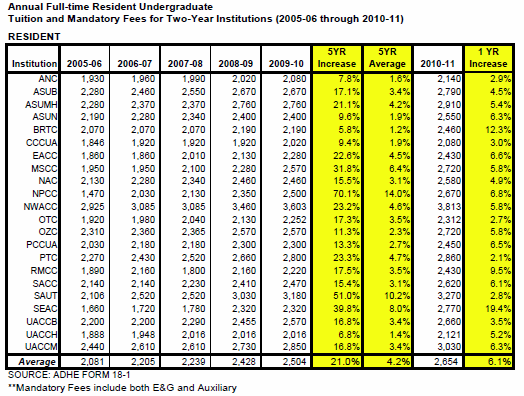 Annual Full-time Resident Undergraduate
Tuition and Mandatory Fees for Two-Year Institutions (2005-06 through 2010-11)
RESIDENT
5YR 5YR 1 YR
Institution 2005-06 2006-07 2007-08 2008-09 2009-10 Increase Average 2010-11 Increase
ANC 1,930 1,960 1,990 2,020 2,080 7.8% 1.6% 2,140 2.9%
ASUB 2,280 2,460 2,550 2,670 2,670 17.1% 3.4% 2,790 4.5%
ASUMH 2,280 2,370 2,370 2,760 2,760 21.1% 4.2% 2,910 5.4%
ASUN 2,190 2,280 2,340 2,400 2,400 9.6% 1.9% 2,550 6.3%
BRTC 2,070 2,070 2,070 2,190 2,190 5.8% 1.2% 2,460 12.3%
CCCUA 1,846 1,920 1,920 1,920 2,020 9.4% 1.9% 2,080 3.0%
EACC 1,860 1,860 2,010 2,130 2,280 22.6% 4.5% 2,430 6.6%
MSCC 1,950 1,950 2,100 2,280 2,570 31.8% 6.4% 2,720 5.8%
NAC 2,130 2,280 2,340 2,460 2,460 15.5% 3.1% 2,580 4.9%
NPCC 1,470 2,030 2,130 2,350 2,500 70.1% 14.0% 2,670 6.8%
NWACC 2,925 3,085 3,085 3,460 3,603 23.2% 4.6% 3,813 5.8%
OTC 1,920 1,980 2,040 2,130 2,252 17.3% 3.5% 2,312 2.7%
OZC 2,310 2,360 2,365 2,570 2,570 11.3% 2.3% 2,720 5.8%
PCCUA 2,030 2,180 2,180 2,300 2,300 13.3% 2.7% 2,450 6.5%
PTC 2,270 2,430 2,520 2,660 2,800 23.3% 4.7% 2,860 2.1%
RMCC 1,890 2,160 1,800 2,160 2,220 17.5% 3.5% 2,430 9.5%
SACC 2,140 2,140 2,230 2,410 2,470 15.4% 3.1% 2,620 6.1%
SAUT 2,106 2,520 2,520 3,030 3,180 51.0% 10.2% 3,270 2.8%
SEAC 1,660 1,720 1,780 2,320 2,320 39.8% 8.0% 2,770 19.4%
UACCB 2,200 2,200 2,290 2,455 2,570 16.8% 3.4% 2,660 3.5%
UACCH 1,888 1,948 2,016 2,016 2,016 6.8% 1.4% 2,121 5.2%
UACCM 2,440 2,610 2,610 2,730 2,850 16.8% 3.4% 3,030 6.3%
Average 2,081 2,205 2,239 2,428 2,504 21.0% 4.2% 2,654 6.1%
SOURCE: ADHE FORM 18-1
**Mandatory Fees include both E&G and Auxiliary